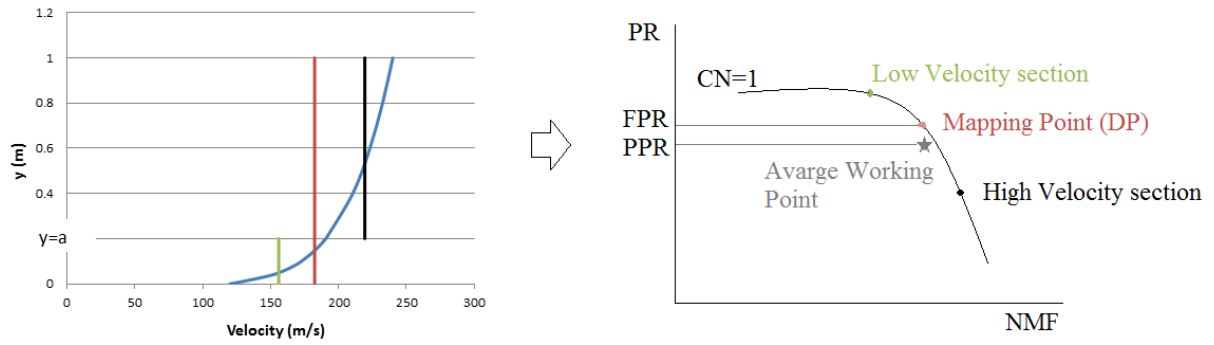 1.2
1
0.8
0.6
0.4
y=a
0
y (m)
0 50 100 150 200 250 300
Velocity (m/s)
PR
CN=1
Low Velocity section
FPR
Mapping Point (DP)
PPR
Avarge Working
Point
High Velocity section
NMF